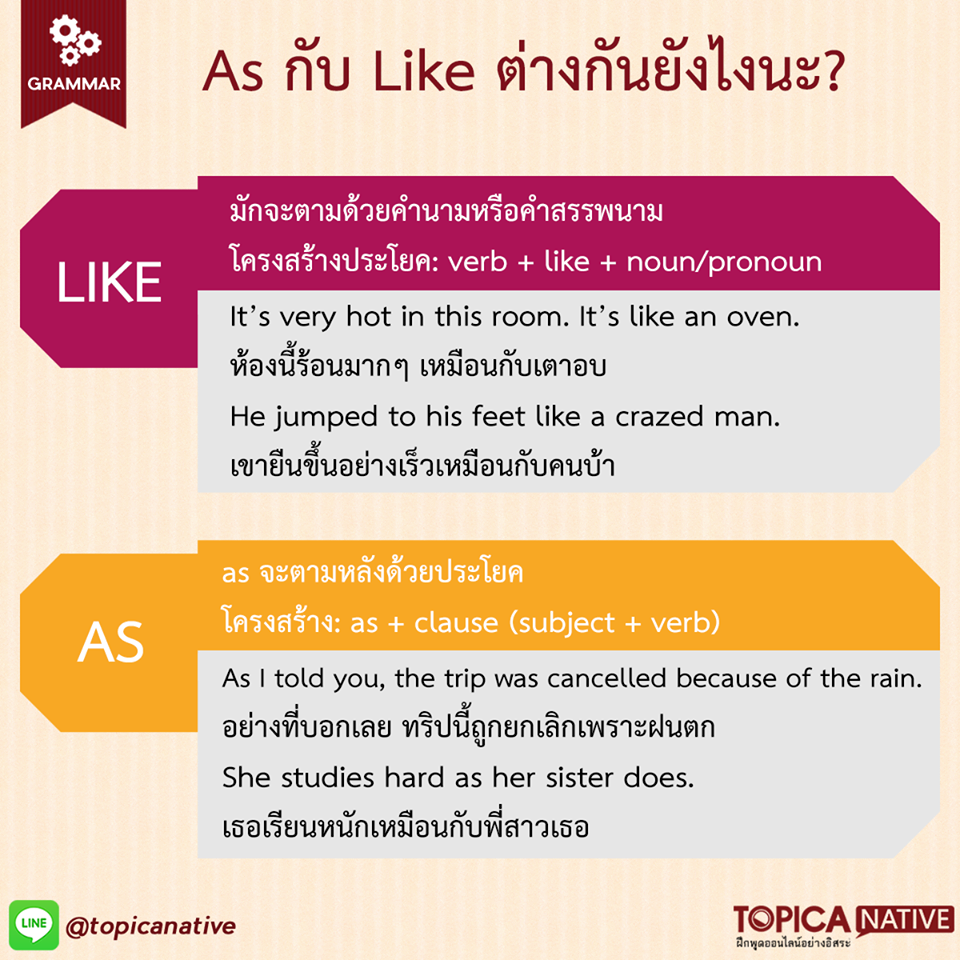 GRAMMAR
As กับ Like ต่างกันยังไงนะ?
LIKE
มักจะตามด้วยคำนามหรือคำสรรพนาม
โครงสร้างประโยค: verb + like + noun/pronoun
It's very hot in this room. It's like an oven.
ห้องนี้ร้อนมากๆ เหมือนกับเตาอบ
He jumped to his feet like a crazed man.
เขายืนขึ้นอย่างเร็วเหมือนกับคนบ้า
AS
as จะตามหลังด้วยประโยค
โครงสร้าง: as + clause (subject + verb)
As I told you, the trip was cancelled because of the rain.
อย่างที่บอกเลย ทริปนี้ถูกยกเลิกเพราะฝนตก
She studies hard as her sister does.
เธอเรียนหนักเหมือนกับพี่สาวเธอ
LINE
@topicanative
TOPICA NATIVE
ฝึกพูดออนไลน์อย่างอิสระ